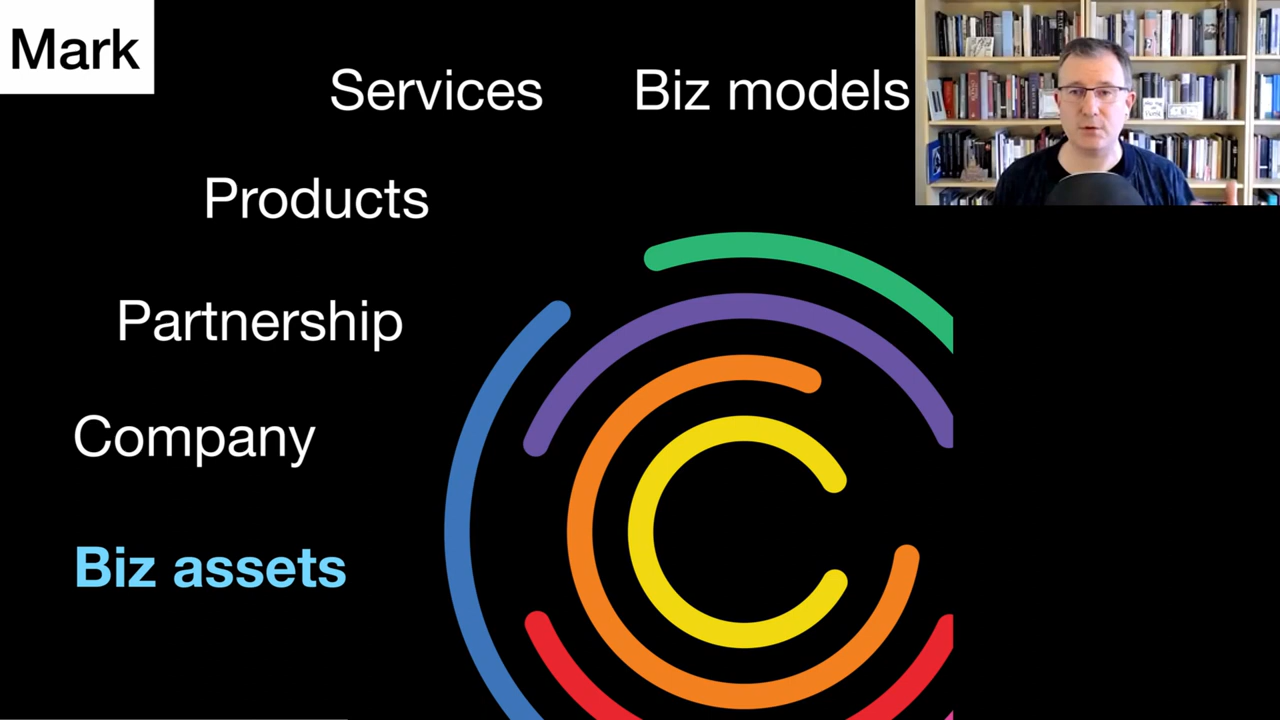 Mark
Services
Biz models
Products
Partnership
Company
Biz assets